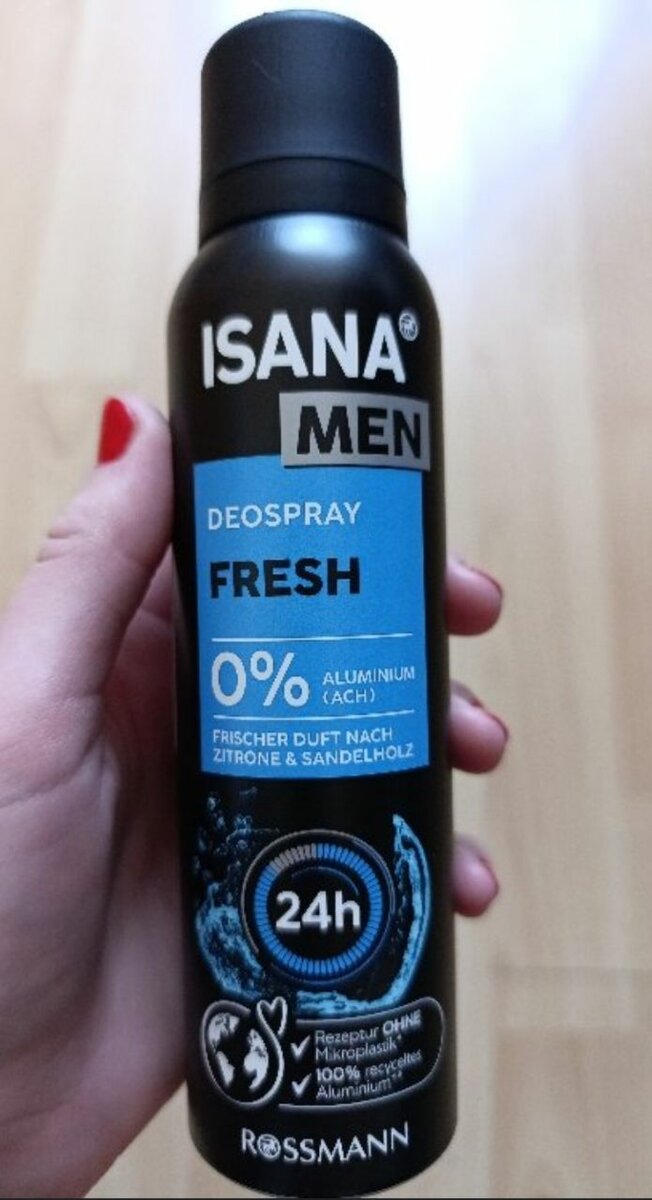 ISANA®
MEN
DEOSPRAY
FRESH
0% ALUMINIUM
(ACH)
FRISCHER DUFT NACH
ZITRONE & SANDELHOLZ
24h
Rezeptur OHNE
Mikroplastik*
100% recyceltes
Aluminium**
ROSSMANN